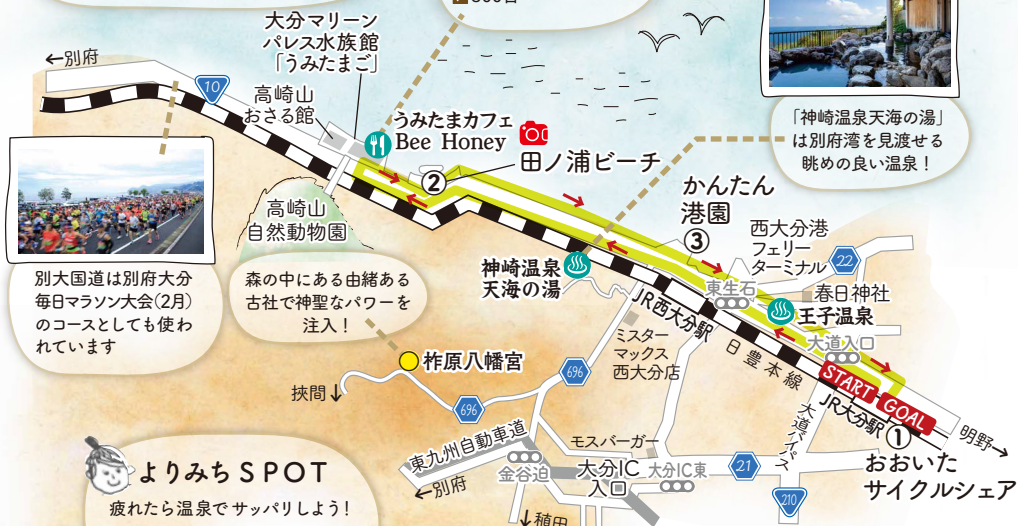 大分マリーン
パレス水族館
「うみたまご」
←別府
10
高崎山
おさる館
うみたまカフェ
Bee Honey
②
田ノ浦ビーチ
「神崎温泉天海の湯」
は別府湾を見渡せる
眺めの良い温泉！
かんたん
港園
③
西大分港
フェリー
ターミナル
22
高崎山
自然動物園
別大国道は別府大分
毎日マラソン大会（2月）
のコースとしても使わ
れています
森の中にある由緒ある
古社で神聖なパワーを
注入！
神崎温泉
天海の湯
東生石
春日神社
王子温泉
JR西大分駅
大道入口
ミスター
マックス
西大分店
日豊本線
START
GOAL
JR大分駅
①
おおいた
サイクルシェア
明野→
柞原八幡宮
挾間↓
696
696
大道バイパス
東九州自動車道
←別府
金谷迫
モスバーガー
大分IC
入口
大分IC東
21
210
↓稙田
よりみちSPOT
疲れたら温泉でサッパリしよう！